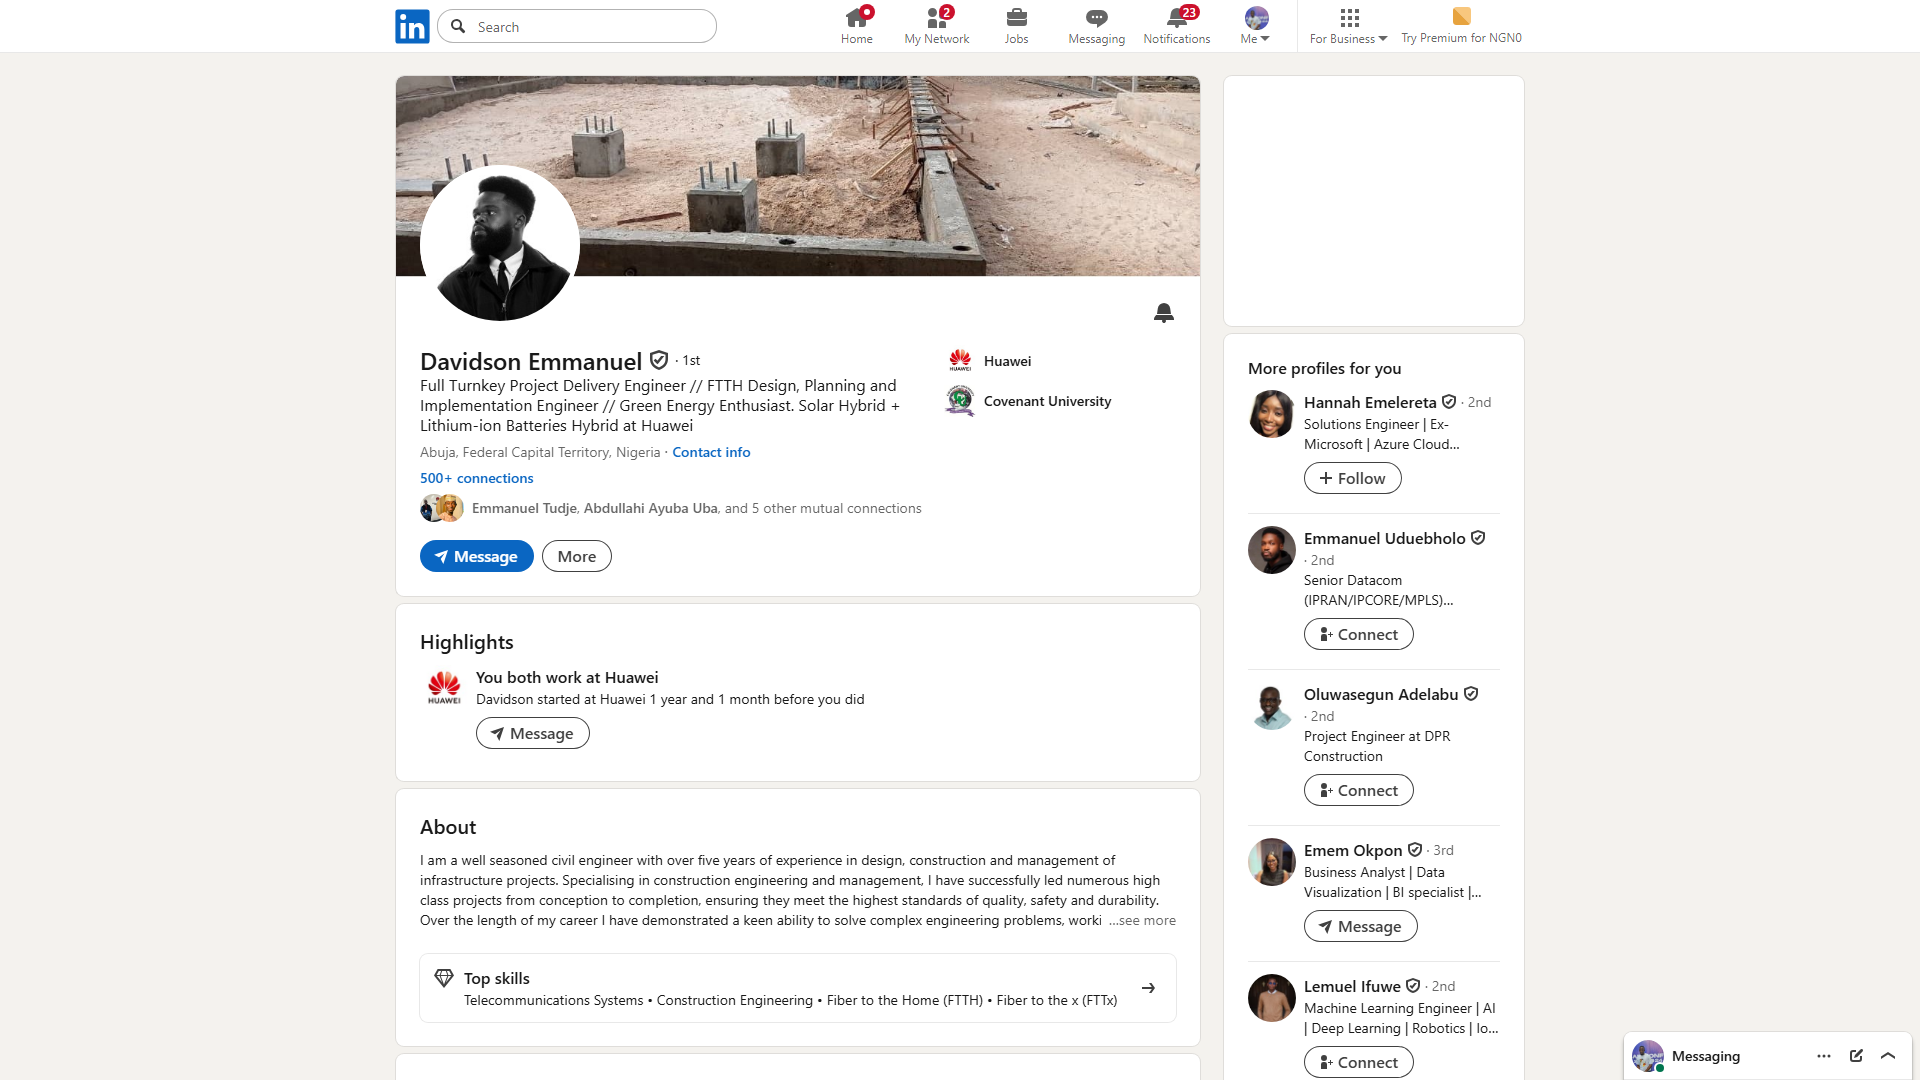 in
Search
Home
2
My Network
Jobs
Messaging
23
Notifications
Me
For Business
Try Premium for NGN0
Davidson Emmanuel · 1st
Full Turnkey Project Delivery Engineer // FTTH Design, Planning and
Implementation Engineer // Green Energy Enthusiast. Solar Hybrid +
Lithium-ion Batteries Hybrid at Huawei
Abuja, Federal Capital Territory, Nigeria · Contact info
500+ connections
Emmanuel Tudje, Abdullahi Ayuba Uba, and 5 other mutual connections
Message
More
HUAWEI
Huawei
Covenant University
Highlights
HUAWEI
You both work at Huawei
Davidson started at Huawei 1 year and 1 month before you did
Message
About
I am a well seasoned civil engineer with over five years of experience in design, construction and management of
infrastructure projects. Specialising in construction engineering and management, I have successfully led numerous high
class projects from conception to completion, ensuring they meet the highest standards of quality, safety and durability.
Over the length of my career I have demonstrated a keen ability to solve complex engineering problems, worki ...see more
Top skills
Telecommunications Systems • Construction Engineering • Fiber to the Home (FTTH) • Fiber to the x (FTTx)
More profiles for you
Hannah Emelereta · 2nd
Solutions Engineer | Ex-
Microsoft | Azure Cloud...
Follow
Emmanuel Uduebholo
· 2nd
Senior Datacom
(IPRAN/IPCORE/MPLS)...
Connect
Oluwasegun Adelabu
· 2nd
Project Engineer at DPR
Construction
Connect
Emem Okpon · 3rd
Business Analyst | Data
Visualization | BI specialist |...
Message
Lemuel Ifuwe · 2nd
Machine Learning Engineer | AI
| Deep Learning | Robotics | Io...
Connect
Messaging